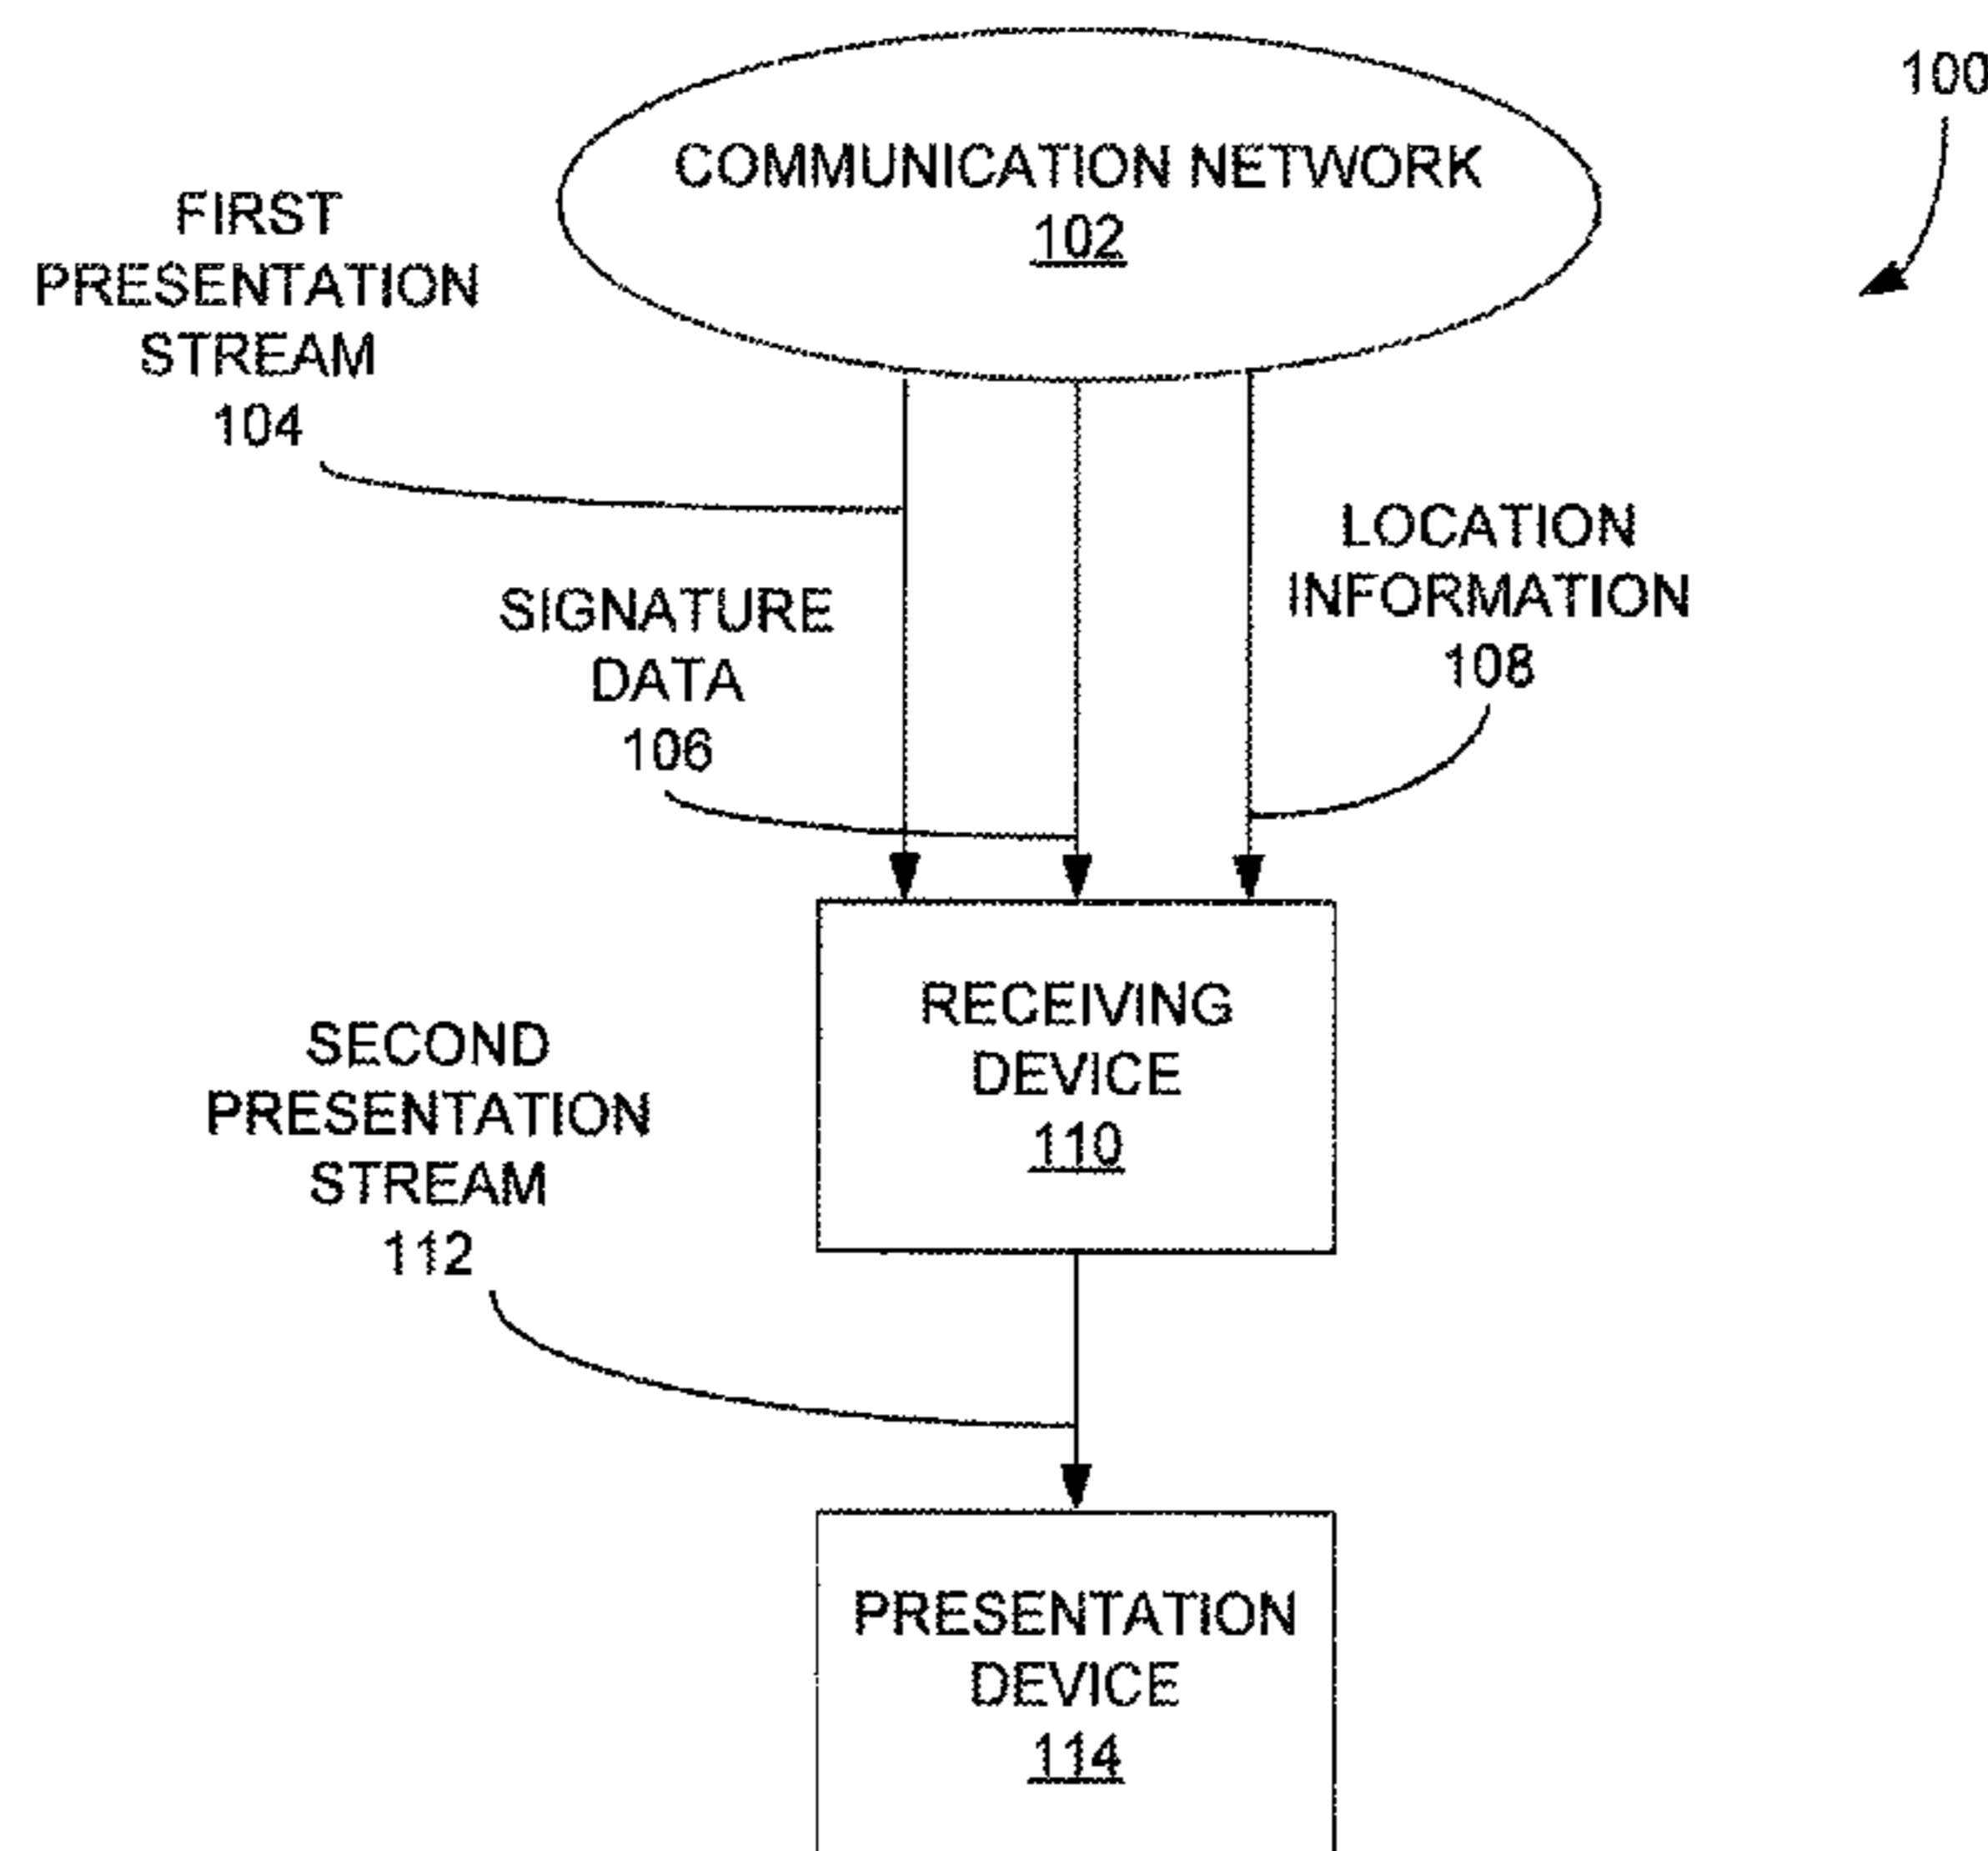 100
COMMUNICATION NETWORK
102
FIRST
PRESENTATION
STREAM
104
LOCATION
INFORMATION
108
SIGNATURE
DATA
106
RECEIVING
DEVICE
110
SECOND
PRESENTATION
STREAM
112
PRESENTATION
DEVICE
114